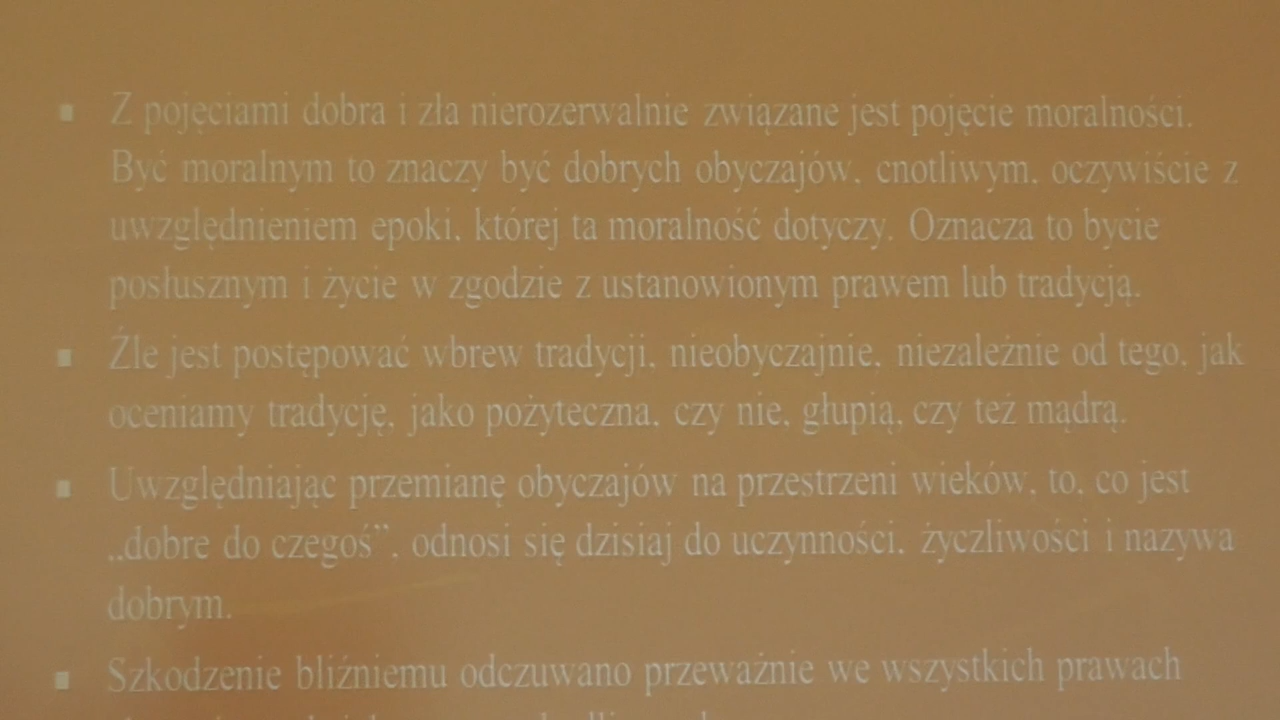 ▪ Z pojęciami dobra i zła nierozerwalnie związane jest pojęcie moralności.
Być moralnym to znaczy być dobrych obyczajów, cnotliwym, oczywiście z
uwzględnieniem epoki, której ta moralność dotyczy. Oznacza to bycie
posłusznym i życie w zgodzie z ustanowionym prawem lub tradycją.
▪ Źle jest postępować wbrew tradycji, nieobyczajnie, niezależnie od tego, jak
oceniamy tradycję, jako pożyteczna, czy nie, głupią, czy też mądrą.
▪ Uwzględniając przemianę obyczajów na przestrzeni wieków, to, co jest
„dobre do czegoś”, odnosi się dzisiaj do uczynności, życzliwości i nazywa
dobrym.
▪ Szkodzenie bliźniemu odczuwano przeważnie we wszystkich prawach